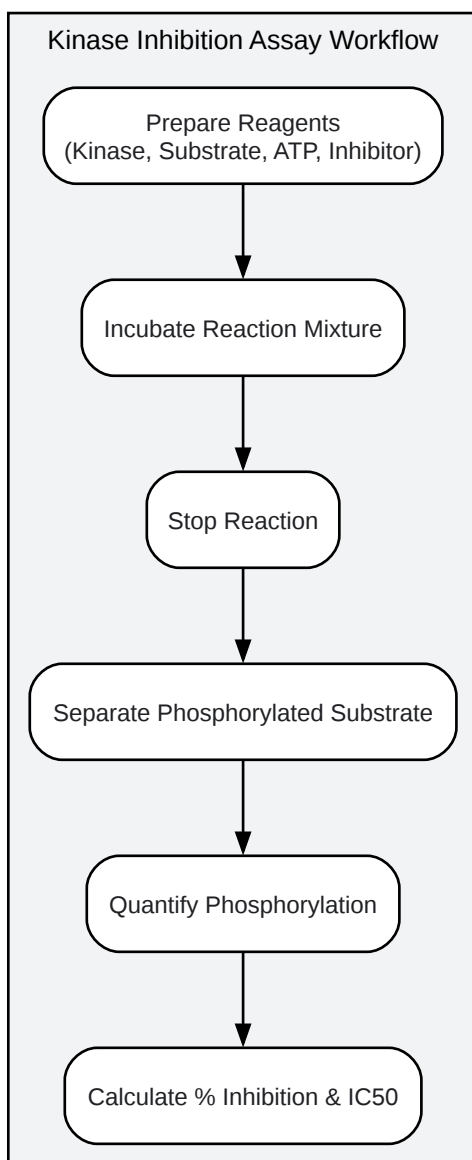 Kinase Inhibition Assay Workflow
Prepare Reagents
(Kinase, Substrate, ATP, Inhibitor)
Incubate Reaction Mixture
Stop Reaction
Separate Phosphorylated Substrate
Quantify Phosphorylation
Calculate % Inhibition & IC50